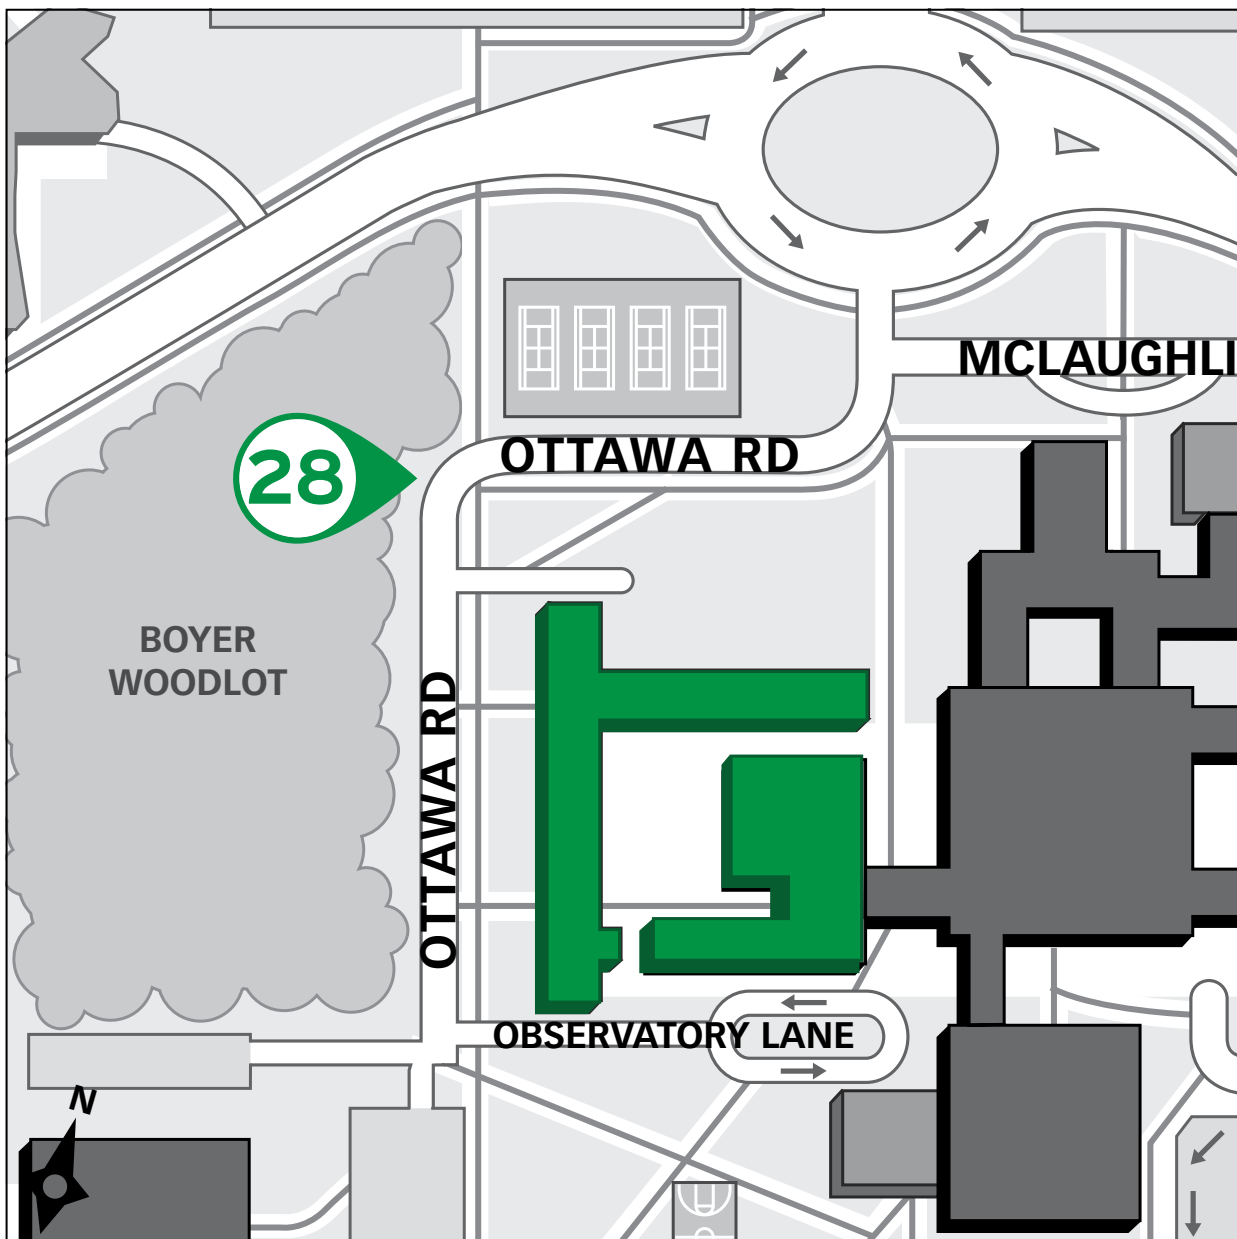 MCLAUGHLI
OTTAWA RD
28
BOYER
WOODLOT
OTTAWA RD
OBSERVATORY LANE
N